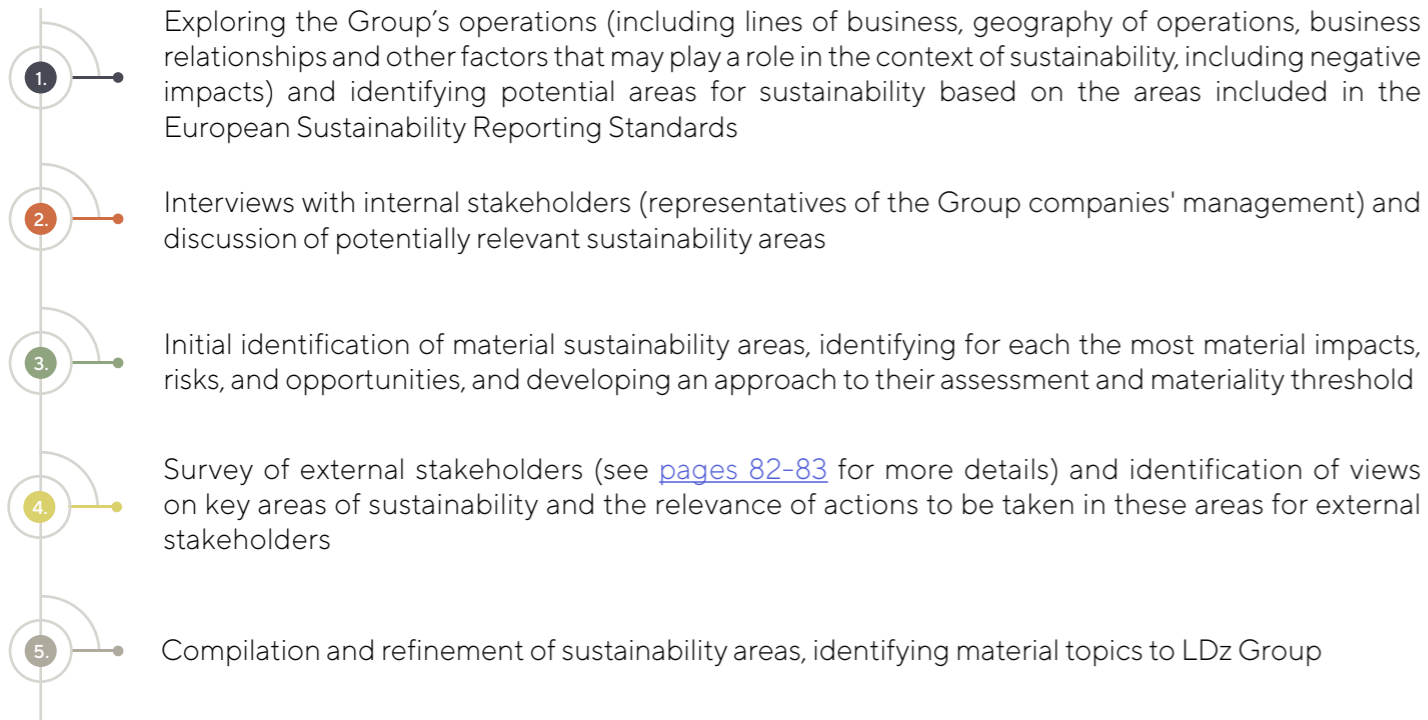 1.
Exploring the Group’s operations (including lines of business, geography of operations, business
relationships and other factors that may play a role in the context of sustainability, including negative
impacts) and identifying potential areas for sustainability based on the areas included in the
European Sustainability Reporting Standards
2.
Interviews with internal stakeholders (representatives of the Group companies' management) and
discussion of potentially relevant sustainability areas
3.
Initial identification of material sustainability areas, identifying for each the most material impacts,
risks, and opportunities, and developing an approach to their assessment and materiality threshold
4.
Survey of external stakeholders (see pages 82-83 for more details) and identification of views
on key areas of sustainability and the relevance of actions to be taken in these areas for external
stakeholders
5.
Compilation and refinement of sustainability areas, identifying material topics to LDz Group